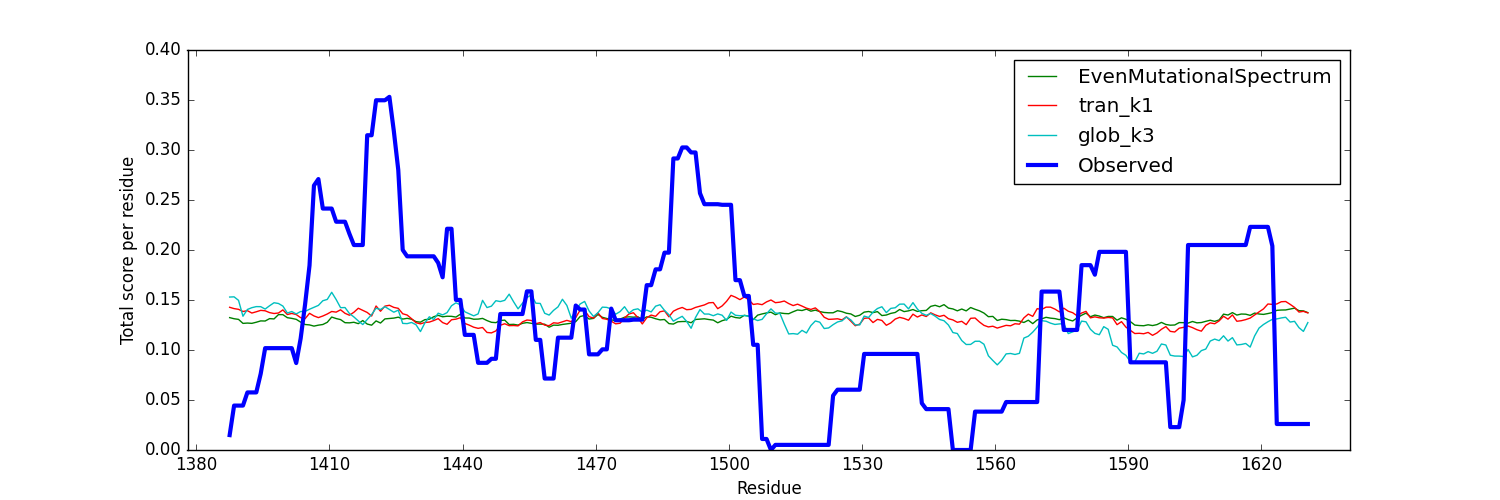 0.40
0.35
0.30
0.25
0.20
0.15
0.10
0.05
0.00
Total score per residue
1380 1410 1440 1470 1500 1530 1560 1590 1620
Residue
EvenMutationalSpectrum
tran_k1
glob_k3
Observed